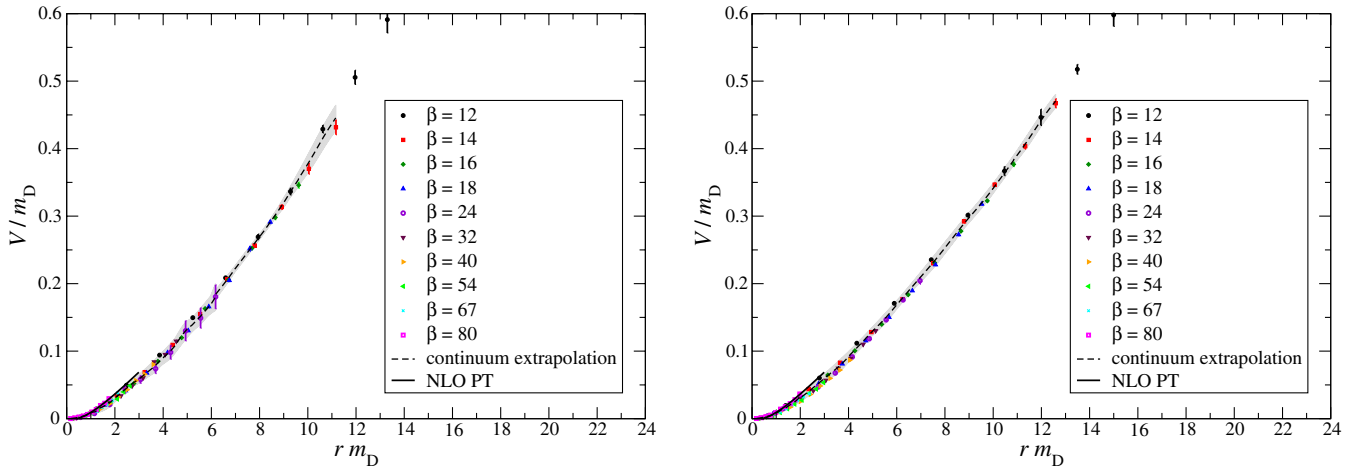 0.6
0.5
0.4
0.3
0.2
0.1
0
V / m_D
0 2 4 6 8 10 12 14 16 18 20 22 24
r m_D
β = 12
β = 14
β = 16
β = 18
β = 24
β = 32
β = 40
β = 54
β = 67
β = 80
continuum extrapolation
NLO PT
0.6
0.5
0.4
0.3
0.2
0.1
0
V / m_D
0 2 4 6 8 10 12 14 16 18 20 22 24
r m_D
β = 12
β = 14
β = 16
β = 18
β = 24
β = 32
β = 40
β = 54
β = 67
β = 80
continuum extrapolation
NLO PT